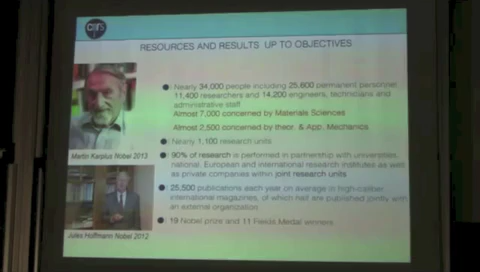 cnrs
RESOURCES AND RESULTS UP TO OBJECTIVES
Nearly 34,000 people including 25,600 permanent personnel
11,400 researchers and 14,200 engineers, technicians and
administrative staff
Almost 7,000 concerned by Materials Sciences
Almost 2,500 concerned by theor. & App. Mechanics
Nearly 1,100 research units
90% of research is performed in partnership with universities,
national, European and international research institutes as well
as private companies within joint research units
25,500 publications each year on average in high-caliber
international magazines, of which half are published jointly with
an external organization
19 Nobel prize and 11 Fields Medal winners
Martin Karplus Nobel 2013
Jules Hoffmann Nobel 2012